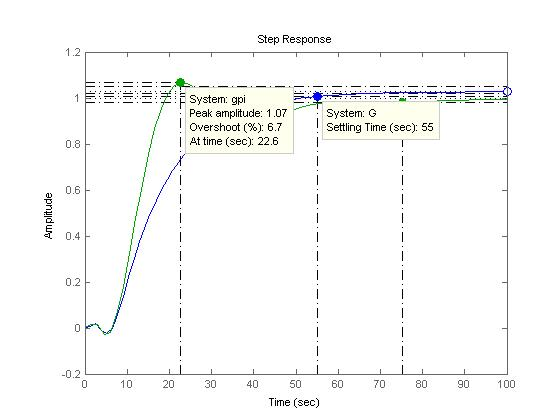 Step Response
1.2
1
0.8
0.6
0.4
0.2
0
-0.2
Amplitude
System: gpi
Peak amplitude: 1.07
Overshoot (%): 6.7
At time (sec): 22.6
System: G
Settling Time (sec): 55
0 10 20 30 40 50 60 70 80 90 100
Time (sec)